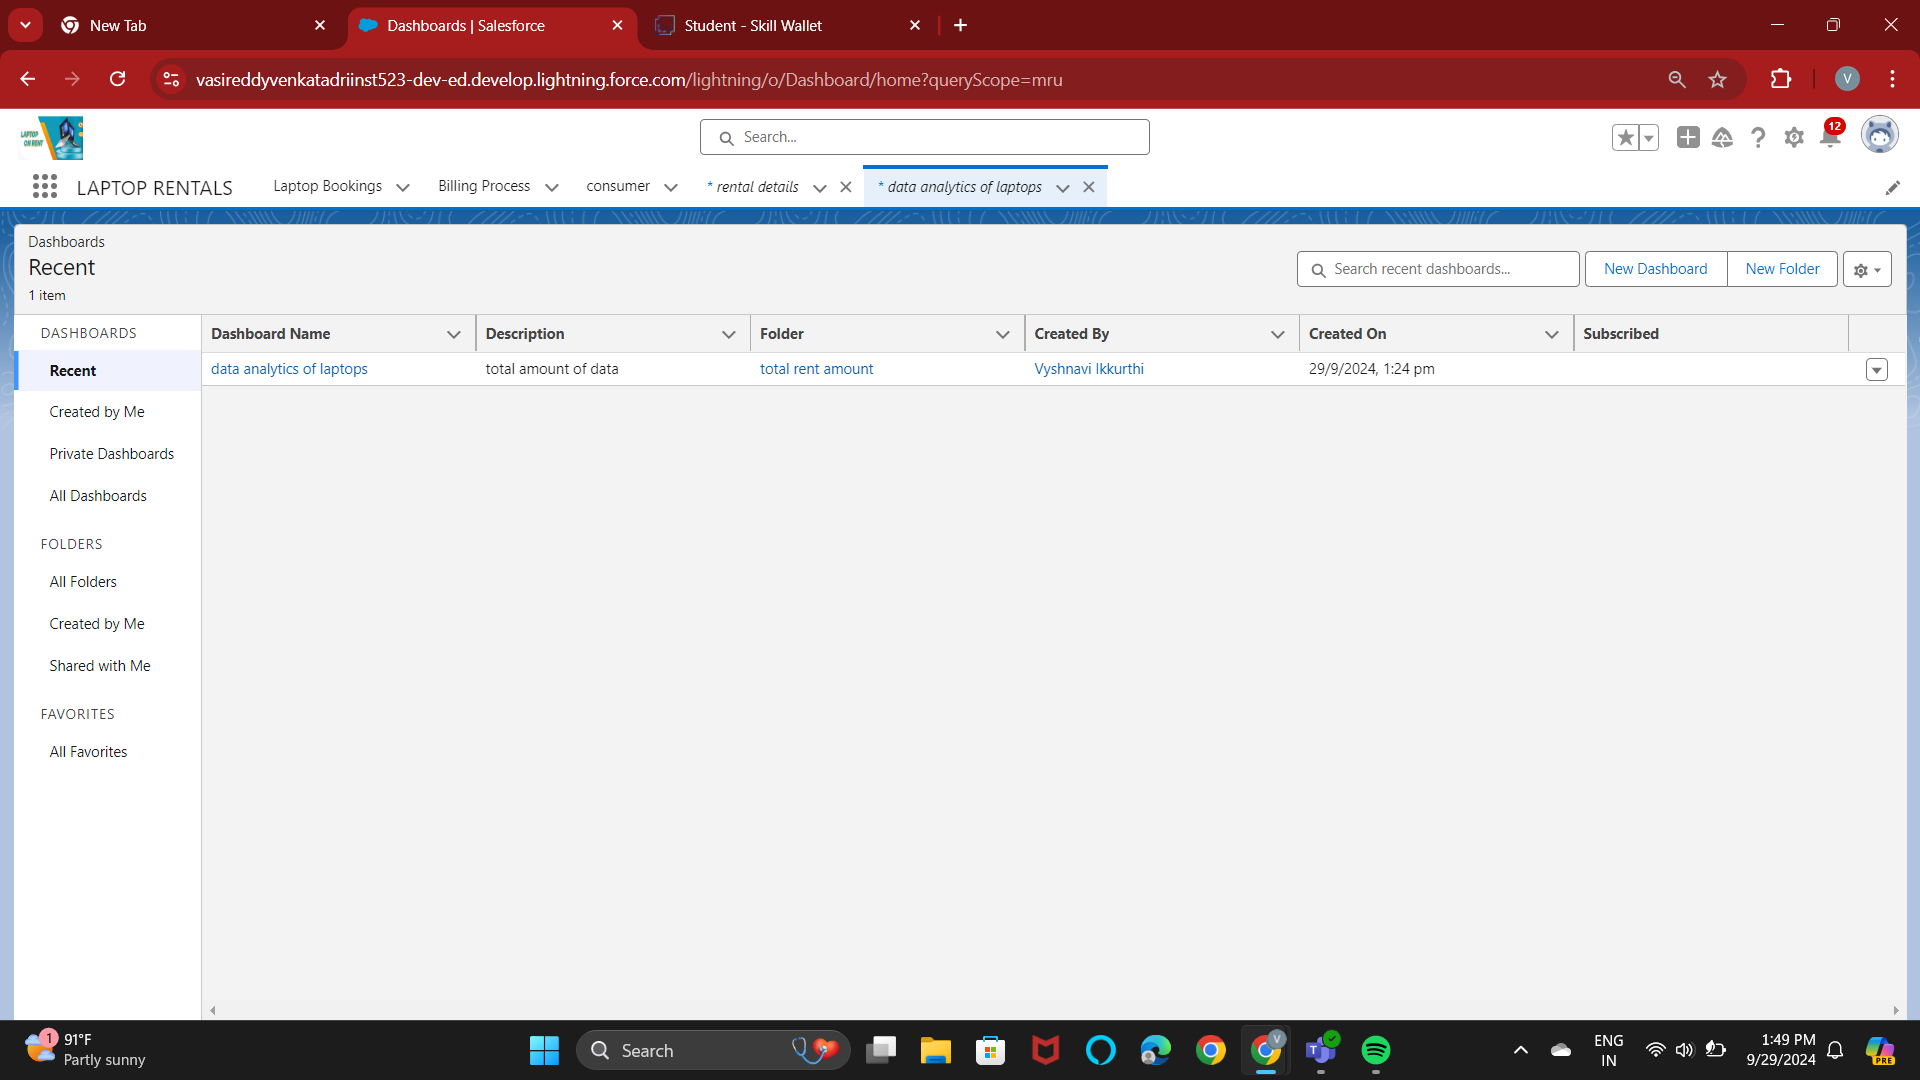 New Tab
Dashboards | Salesforce
Student - Skill Wallet
vasireddyvenkatadriinst523-dev-ed.develop.lightning.force.com/lightning/o/Dashboard/home?queryScope=mru
V
LAPTOP
ON RENT
Search...
12
LAPTOP RENTALS
Laptop Bookings
Billing Process
consumer
* rental details
* data analytics of laptops
Dashboards
Recent
1 item
Search recent dashboards...
New Dashboard
New Folder
DASHBOARDS
Dashboard Name
Description
Folder
Created By
Created On
Subscribed
Recent
data analytics of laptops
total amount of data
total rent amount
Vyshnavi Ikkurthi
29/9/2024, 1:24 pm
Created by Me
Private Dashboards
All Dashboards
FOLDERS
All Folders
Created by Me
Shared with Me
FAVORITES
All Favorites
1
91°F
Partly sunny
Search
V
ENG
IN
1:49 PM
9/29/2024
PRE